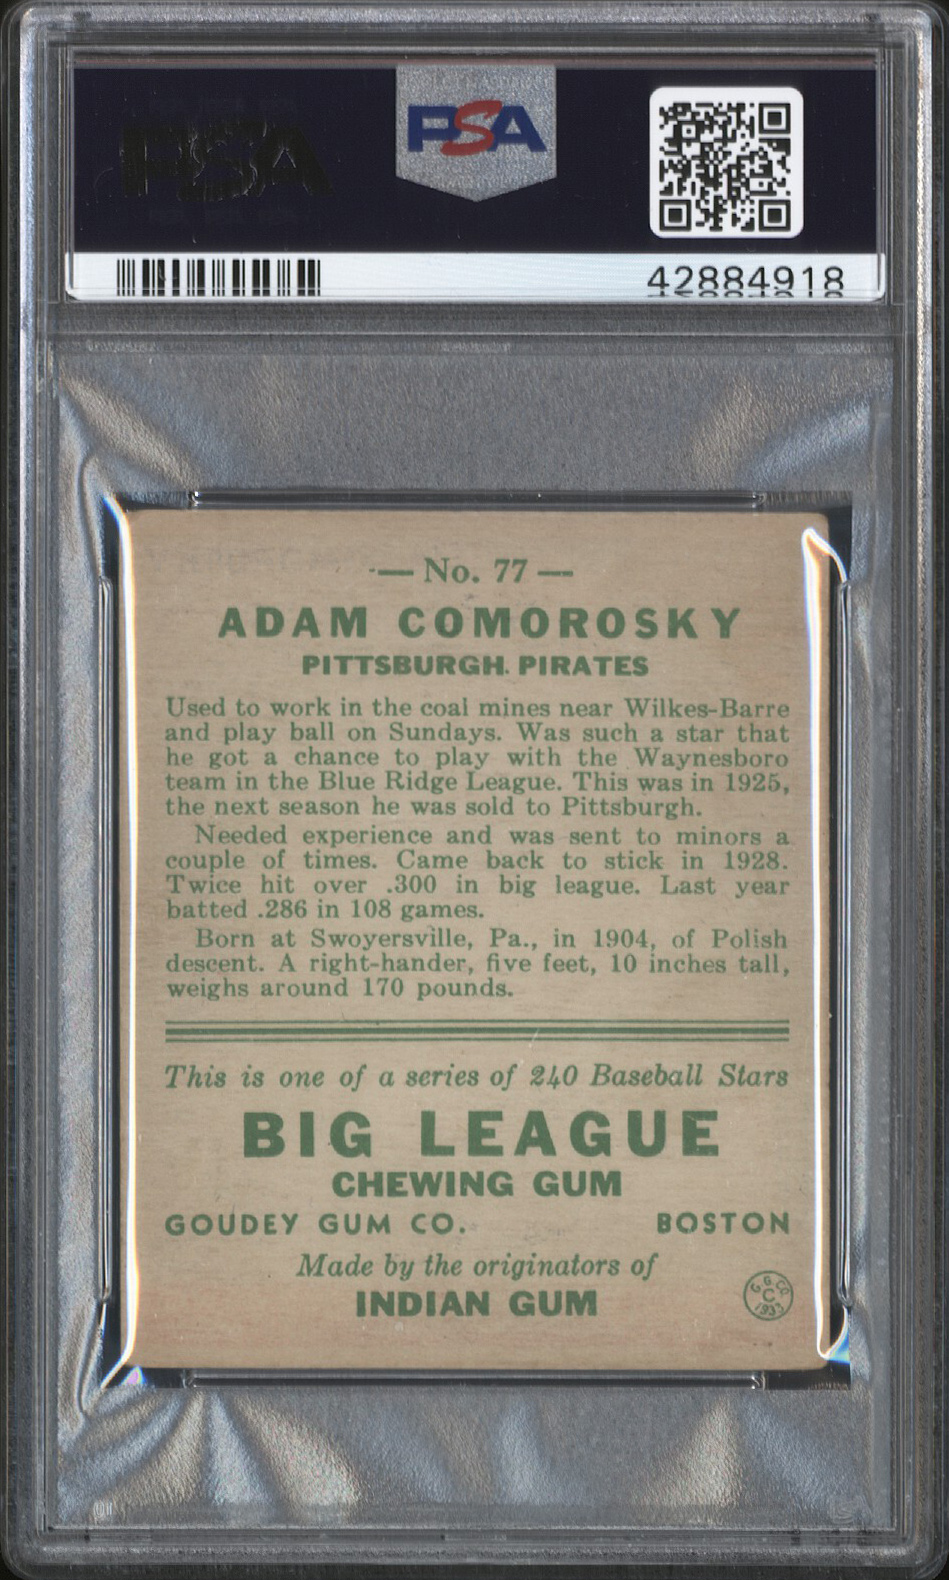 PSA
42884918
— No. 77 —
ADAM COMOROSKY
PITTSBURGH PIRATES
Used to work in the coal mines near Wilkes-Barre
and play ball on Sundays. Was such a star that
he got a chance to play with the Waynesboro
team in the Blue Ridge League. This was in 1925,
the next season he was sold to Pittsburgh.
Needed experience and was sent to minors a
couple of times. Came back to stick in 1928.
Twice hit over .300 in big league. Last year
batted .286 in 108 games.
Born at Swoyersville, Pa., in 1904, of Polish
descent. A right-hander, five feet, 10 inches tall,
weighs around 170 pounds.
This is one of a series of 240 Baseball Stars
BIG LEAGUE
CHEWING GUM
GOUDEY GUM CO. BOSTON
Made by the originators of
INDIAN GUM
G.G.CO.
C
1933